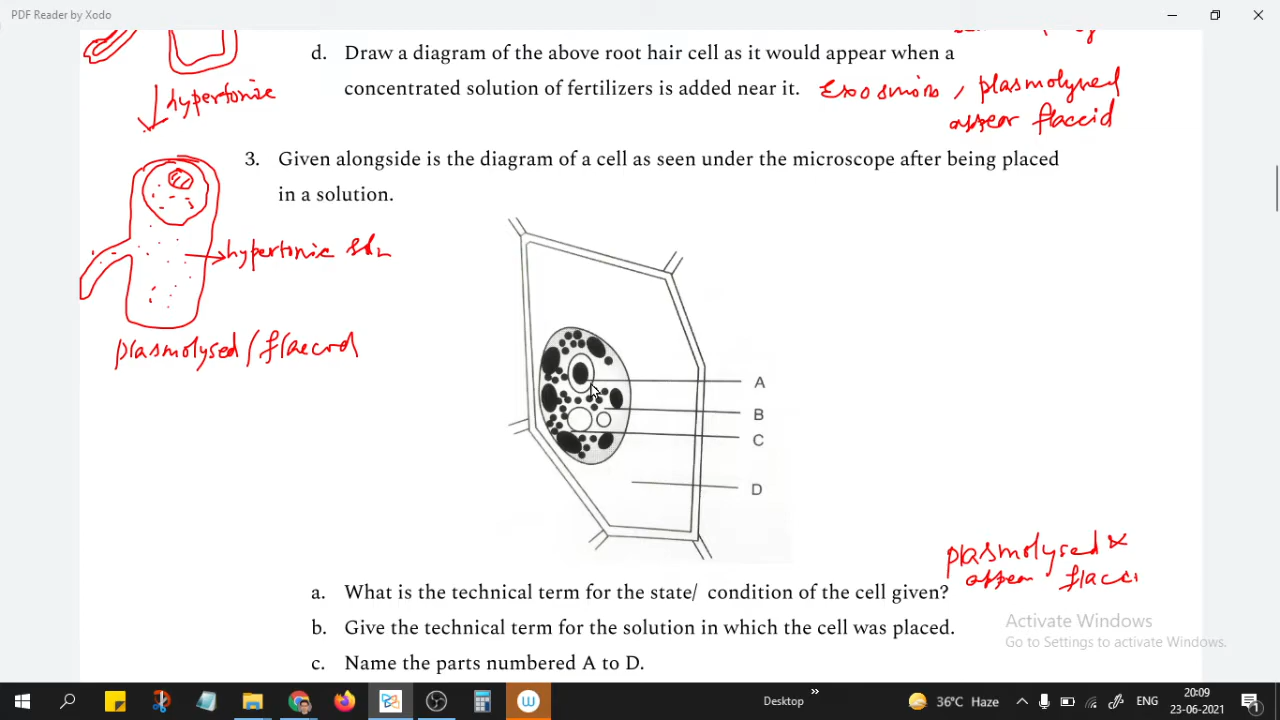 PDF Reader by Xodo
d. Draw a diagram of the above root hair cell as it would appear when a
concentrated solution of fertilizers is added near it.
Exosmosis, plasmolysed
appear flaccid
hypertonic
3. Given alongside is the diagram of a cell as seen under the microscope after being placed
in a solution.
hypertonic
plasmolysed/flaccid
A
B
C
D
plasmolysed &
appear flacci
a. What is the technical term for the state/ condition of the cell given?
b. Give the technical term for the solution in which the cell was placed.
c. Name the parts numbered A to D.
Activate Windows
Go to Settings to activate Windows.
Desktop
36°C Haze
ENG
20:09
23-06-2021